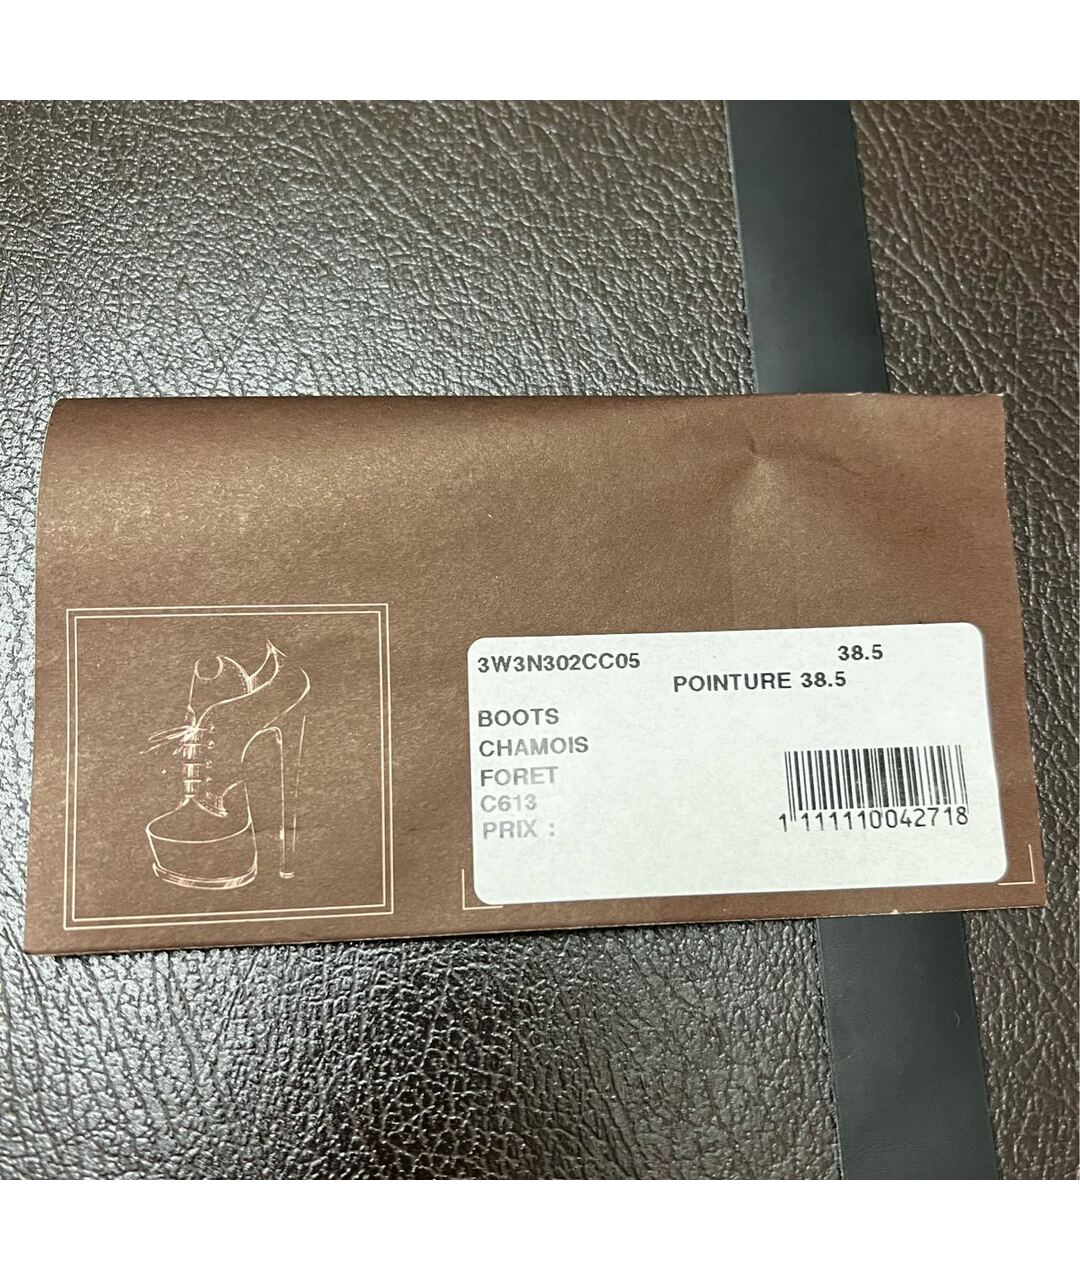 3W3N302CC05 38.5
POINTURE 38.5
BOOTS
CHAMOIS
FORET
C613
PRIX :
1 111110042718